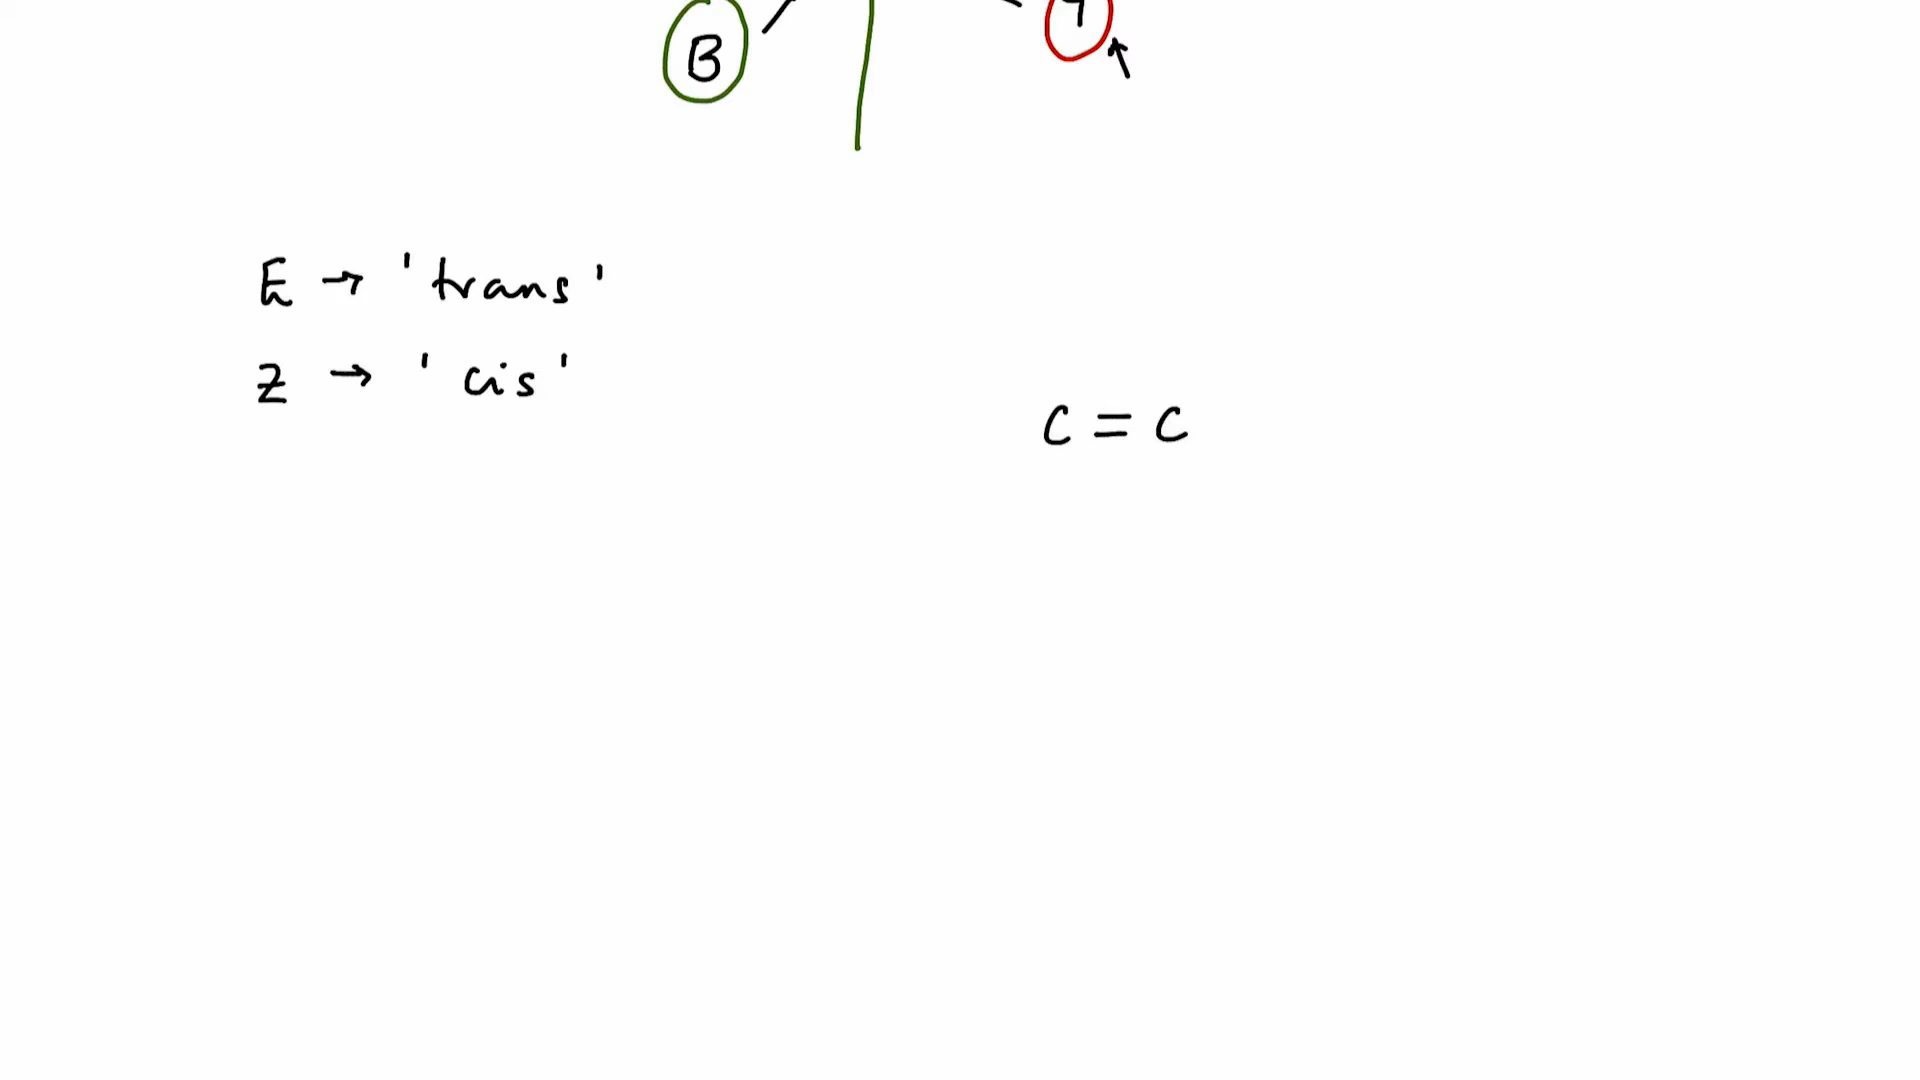 B
E → 'trans'
Z → 'cis'
C = C